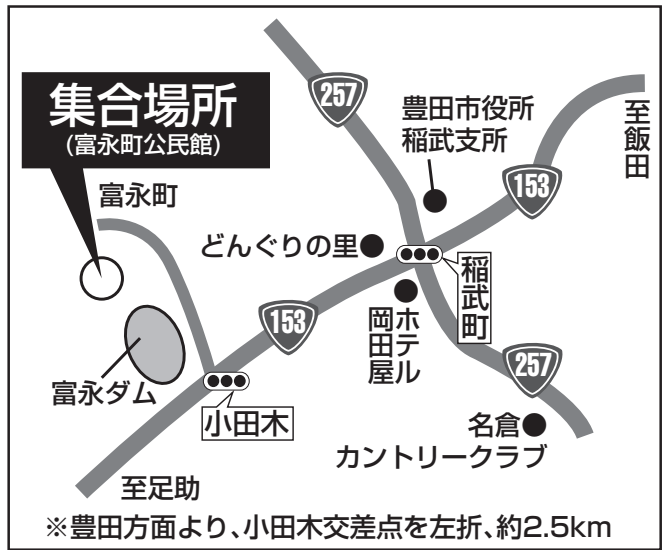 集合場所
(富永町公民館)
富永町
257
豊田市役所
稲武支所
153
至飯田
どんぐりの里
稲武町
ホテル
岡田屋
153
257
富永ダム
小田木
名倉
カントリークラブ
至足助
※豊田方面より、小田木交差点を左折、約2.5km